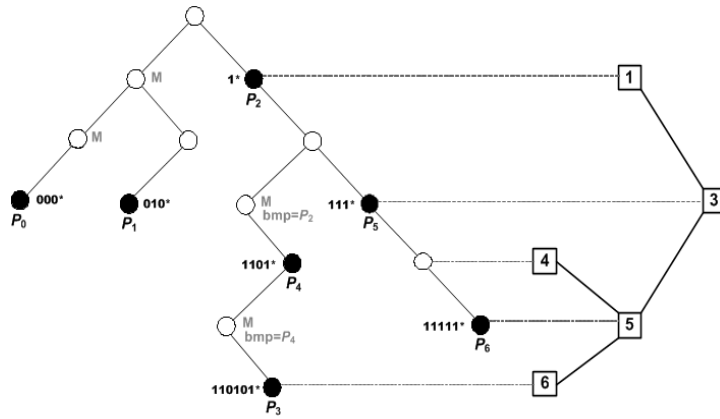 1*
P2
1
M
M
000*
P0
010*
P1
M
bmp=P2
111*
P5
3
1101*
P4
4
M
bmp=P4
11111*
P6
5
110101*
P3
6